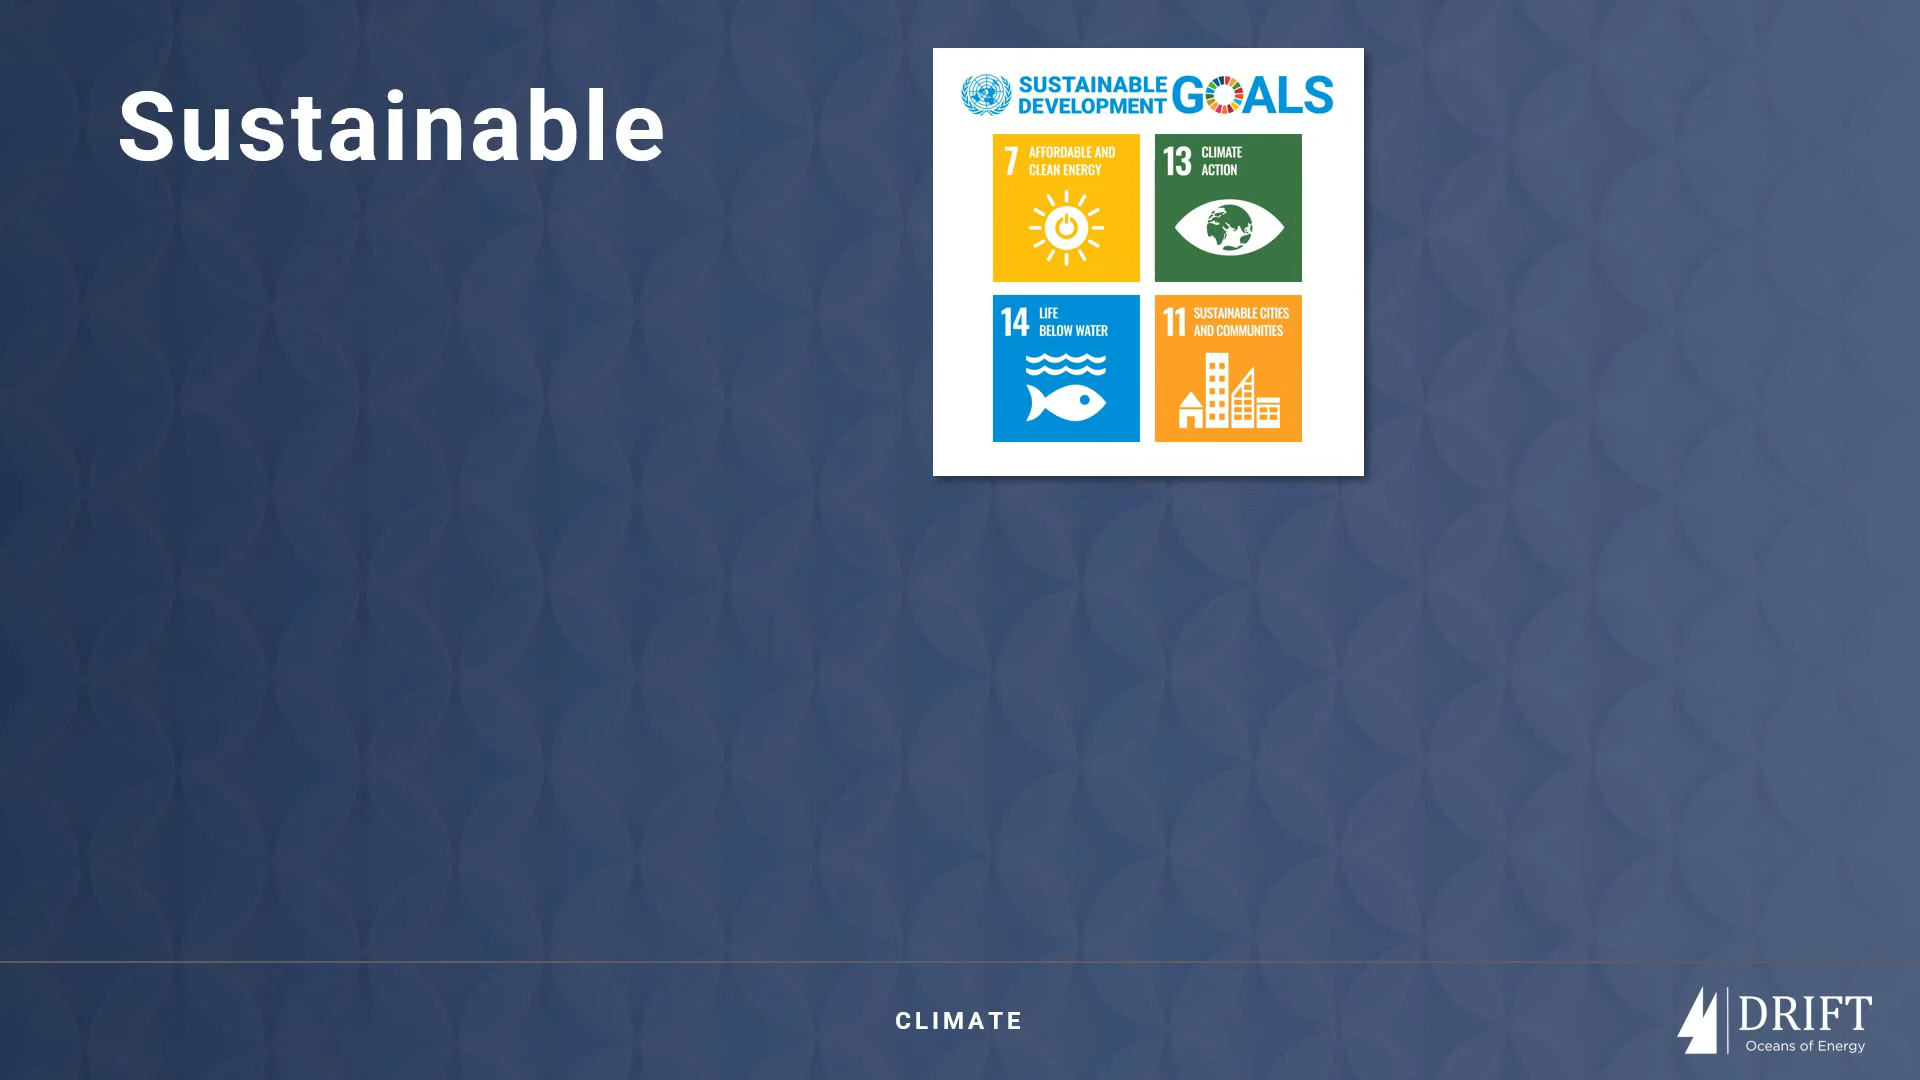 Sustainable
SUSTAINABLE
DEVELOPMENT
GOALS
7 AFFORDABLE AND
CLEAN ENERGY
13 CLIMATE
ACTION
14 LIFE
BELOW WATER
11 SUSTAINABLE CITIES
AND COMMUNITIES
CLIMATE
DRIFT
Oceans of Energy